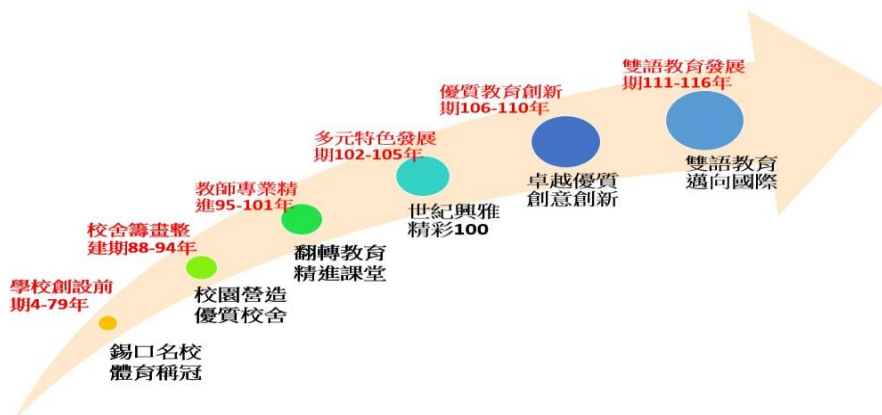 學校創設前
期4-79年
錫口名校
體育稱冠
校舍籌畫整
建期88-94年
校園營造
優質校舍
教師專業精
進95-101年
翻轉教育
精進課堂
多元特色發展
期102-105年
世紀興雅
精彩100
優質教育創新
期106-110年
卓越優質
創意創新
雙語教育發展
期111-116年
雙語教育
邁向國際